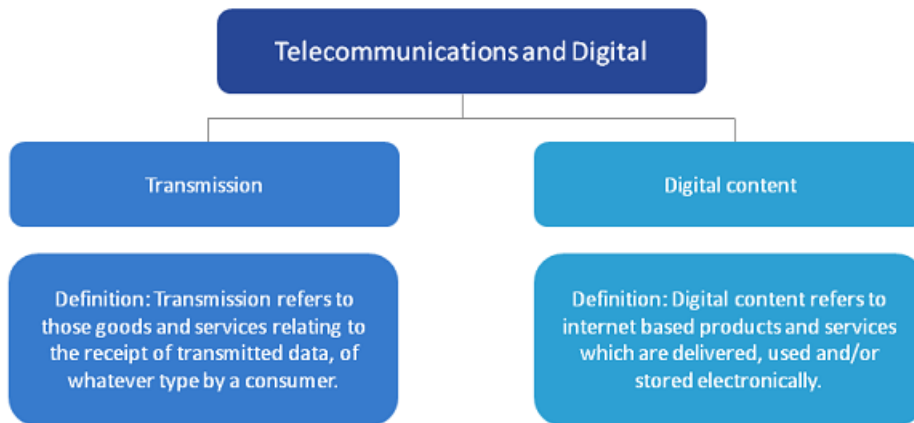 Telecommunications and Digital
Transmission
Digital content
Definition: Transmission refers to
those goods and services relating to
the receipt of transmitted data, of
whatever type by a consumer.
Definition: Digital content refers to
internet based products and services
which are delivered, used and/or
stored electronically.